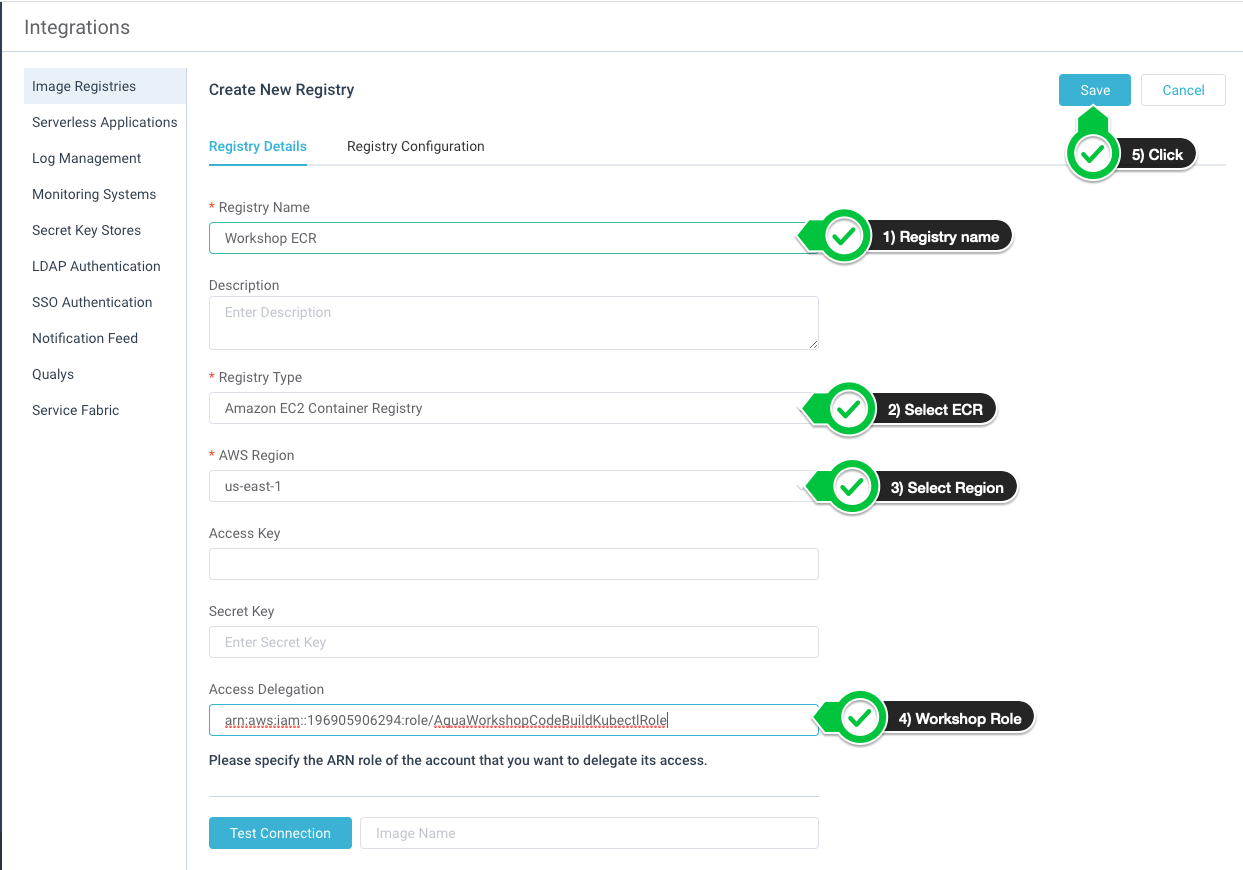 Integrations
Image Registries
Serverless Applications
Log Management
Monitoring Systems
Secret Key Stores
LDAP Authentication
SSO Authentication
Notification Feed
Qualys
Service Fabric
Create New Registry
Save
Cancel
5) Click
Registry Details
Registry Configuration
* Registry Name
Workshop ECR
1) Registry name
Description
Enter Description
* Registry Type
Amazon EC2 Container Registry
2) Select ECR
* AWS Region
us-east-1
3) Select Region
Access Key
Secret Key
Enter Secret Key
Access Delegation
arn:aws:iam::196905906294:role/AquaWorkshopCodeBuildKubectlRole
4) Workshop Role
Please specify the ARN role of the account that you want to delegate its access.
Test Connection
Image Name